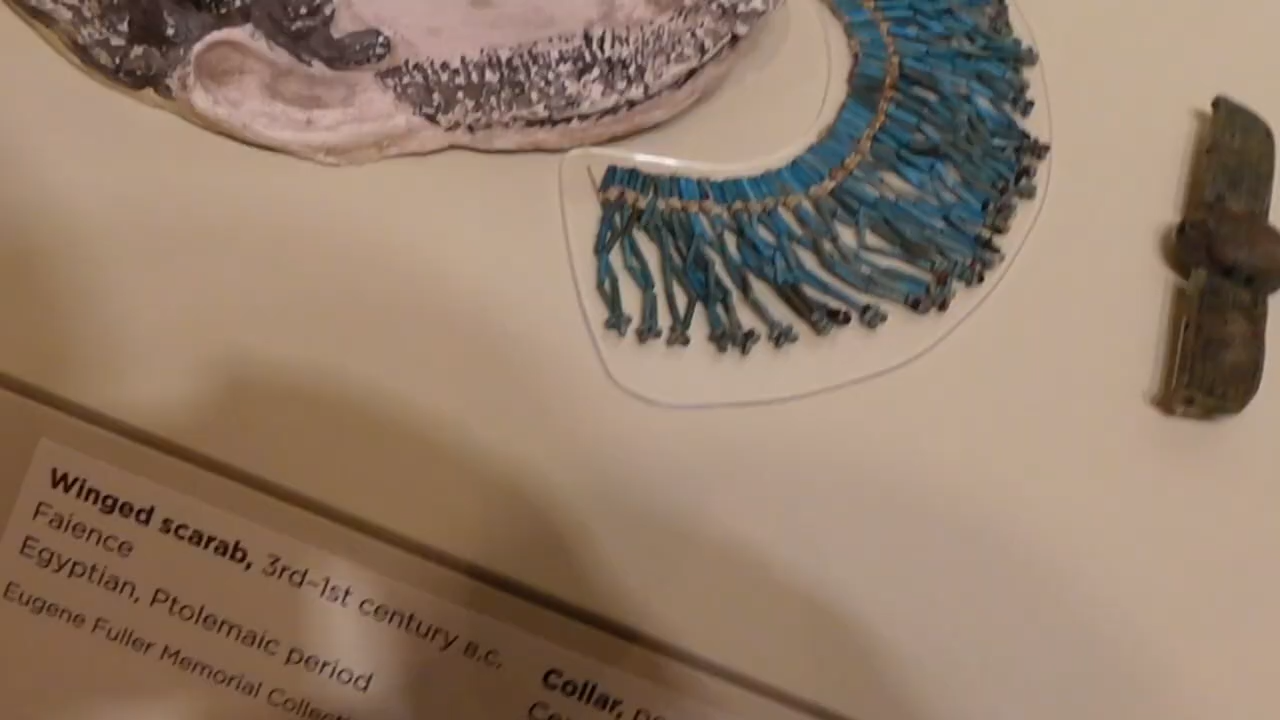 Winged scarab, 3rd–1st century B.C.
Faience
Egyptian, Ptolemaic period
Eugene Fuller Memorial
Collar,